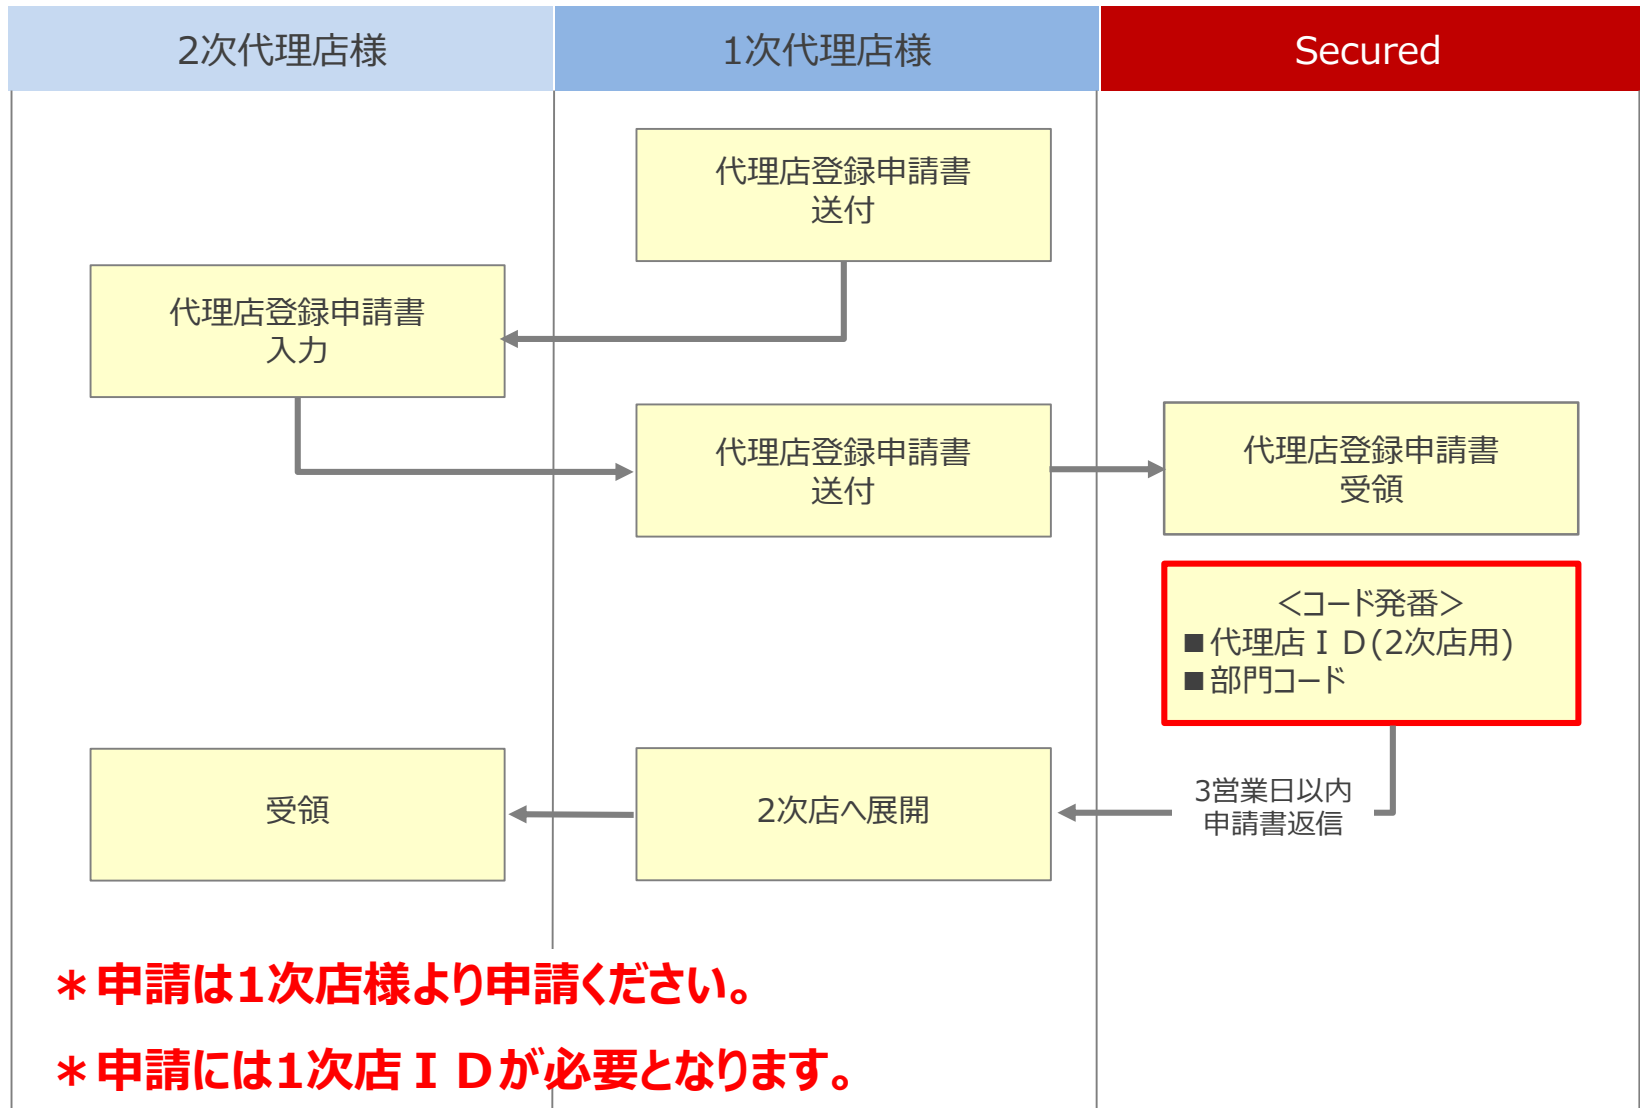 2次代理店様
1次代理店様
Secured
代理店登録申請書
送付
代理店登録申請書
入力
代理店登録申請書
送付
代理店登録申請書
受領
＜コード発番＞
■代理店ＩＤ(2次店用)
■部門コード
3営業日以内
申請書返信
2次店へ展開
受領
＊申請は1次店様より申請ください。
＊申請には1次店ＩＤが必要となります。